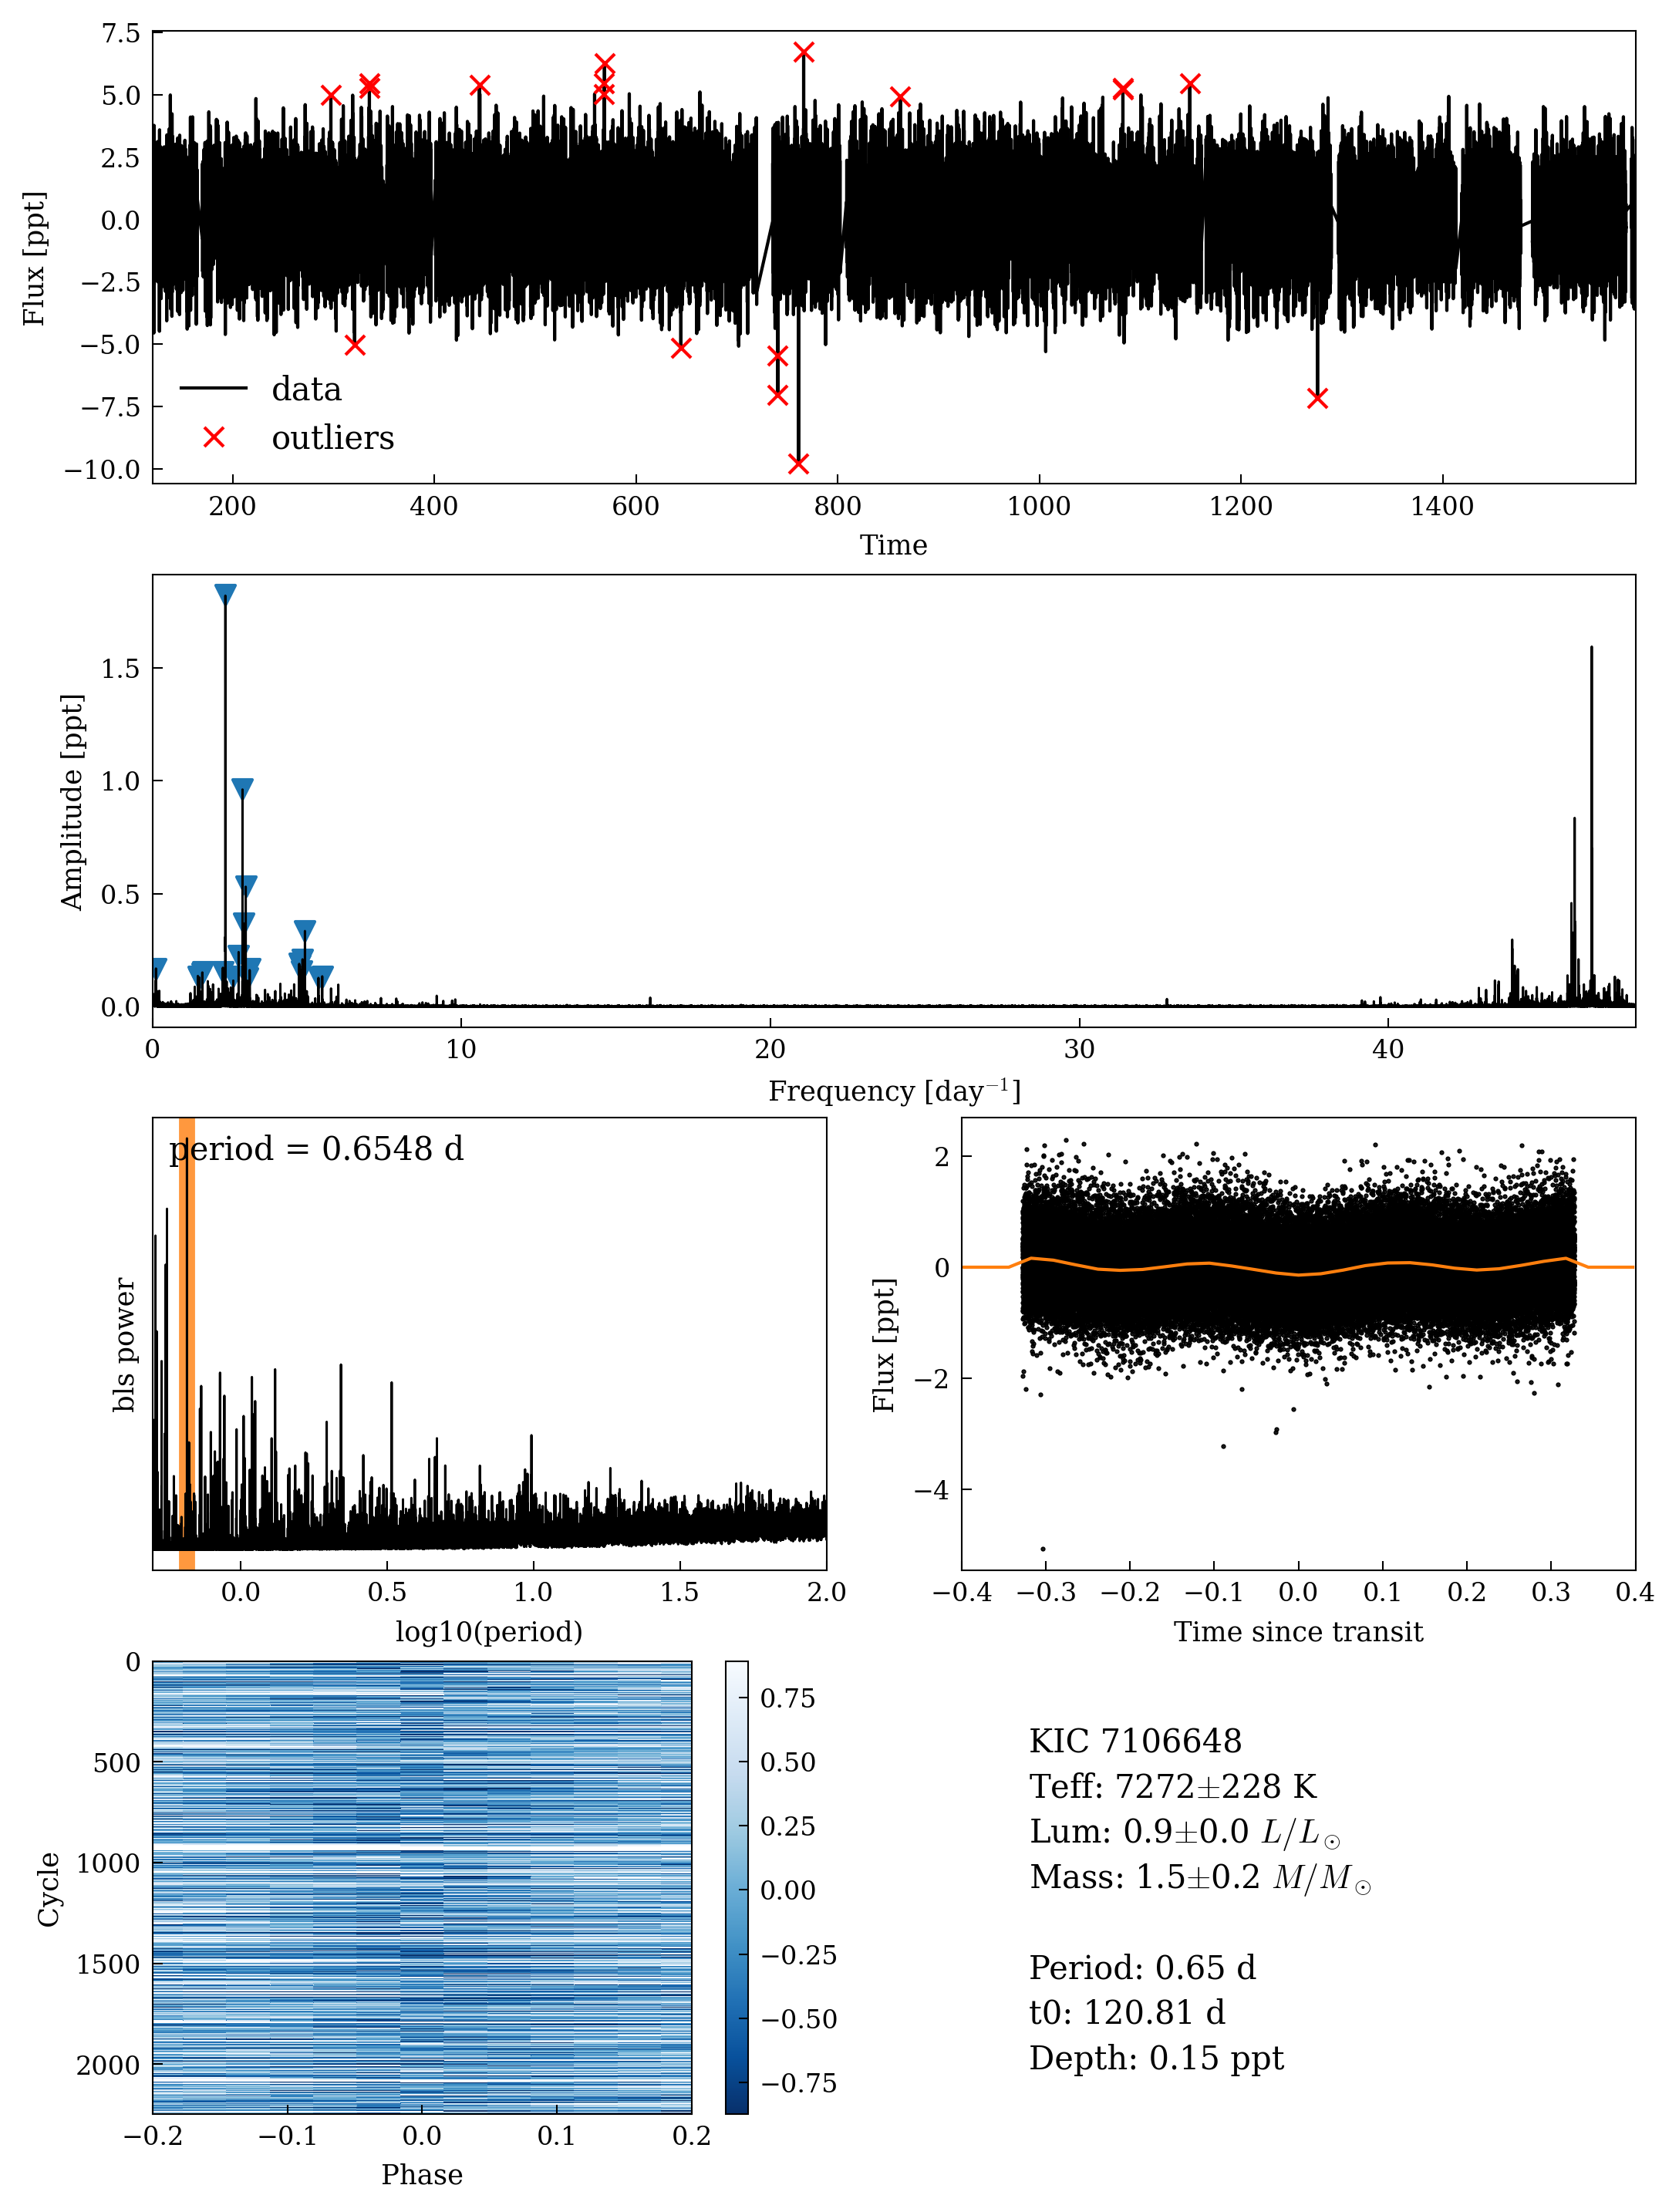 7.5
5.0
2.5
0.0
−2.5
−5.0
−7.5
−10.0
Flux [ppt]
data
outliers
200 400 600 800 1000 1200 1400
Time
1.5
1.0
0.5
0.0
Amplitude [ppt]
0 10 20 30 40
Frequency [day⁻¹]
period = 0.6548 d
bls power
0.0 0.5 1.0 1.5 2.0
log10(period)
2
0
−2
−4
Flux [ppt]
−0.4 −0.3 −0.2 −0.1 0.0 0.1 0.2 0.3 0.4
Time since transit
0
500
1000
1500
2000
Cycle
−0.2 −0.1 0.0 0.1 0.2
Phase
0.75
0.50
0.25
0.00
−0.25
−0.50
−0.75
KIC 7106648
Teff: 7272±228 K
Lum: 0.9±0.0 L/L☉
Mass: 1.5±0.2 M/M☉
Period: 0.65 d
t0: 120.81 d
Depth: 0.15 ppt